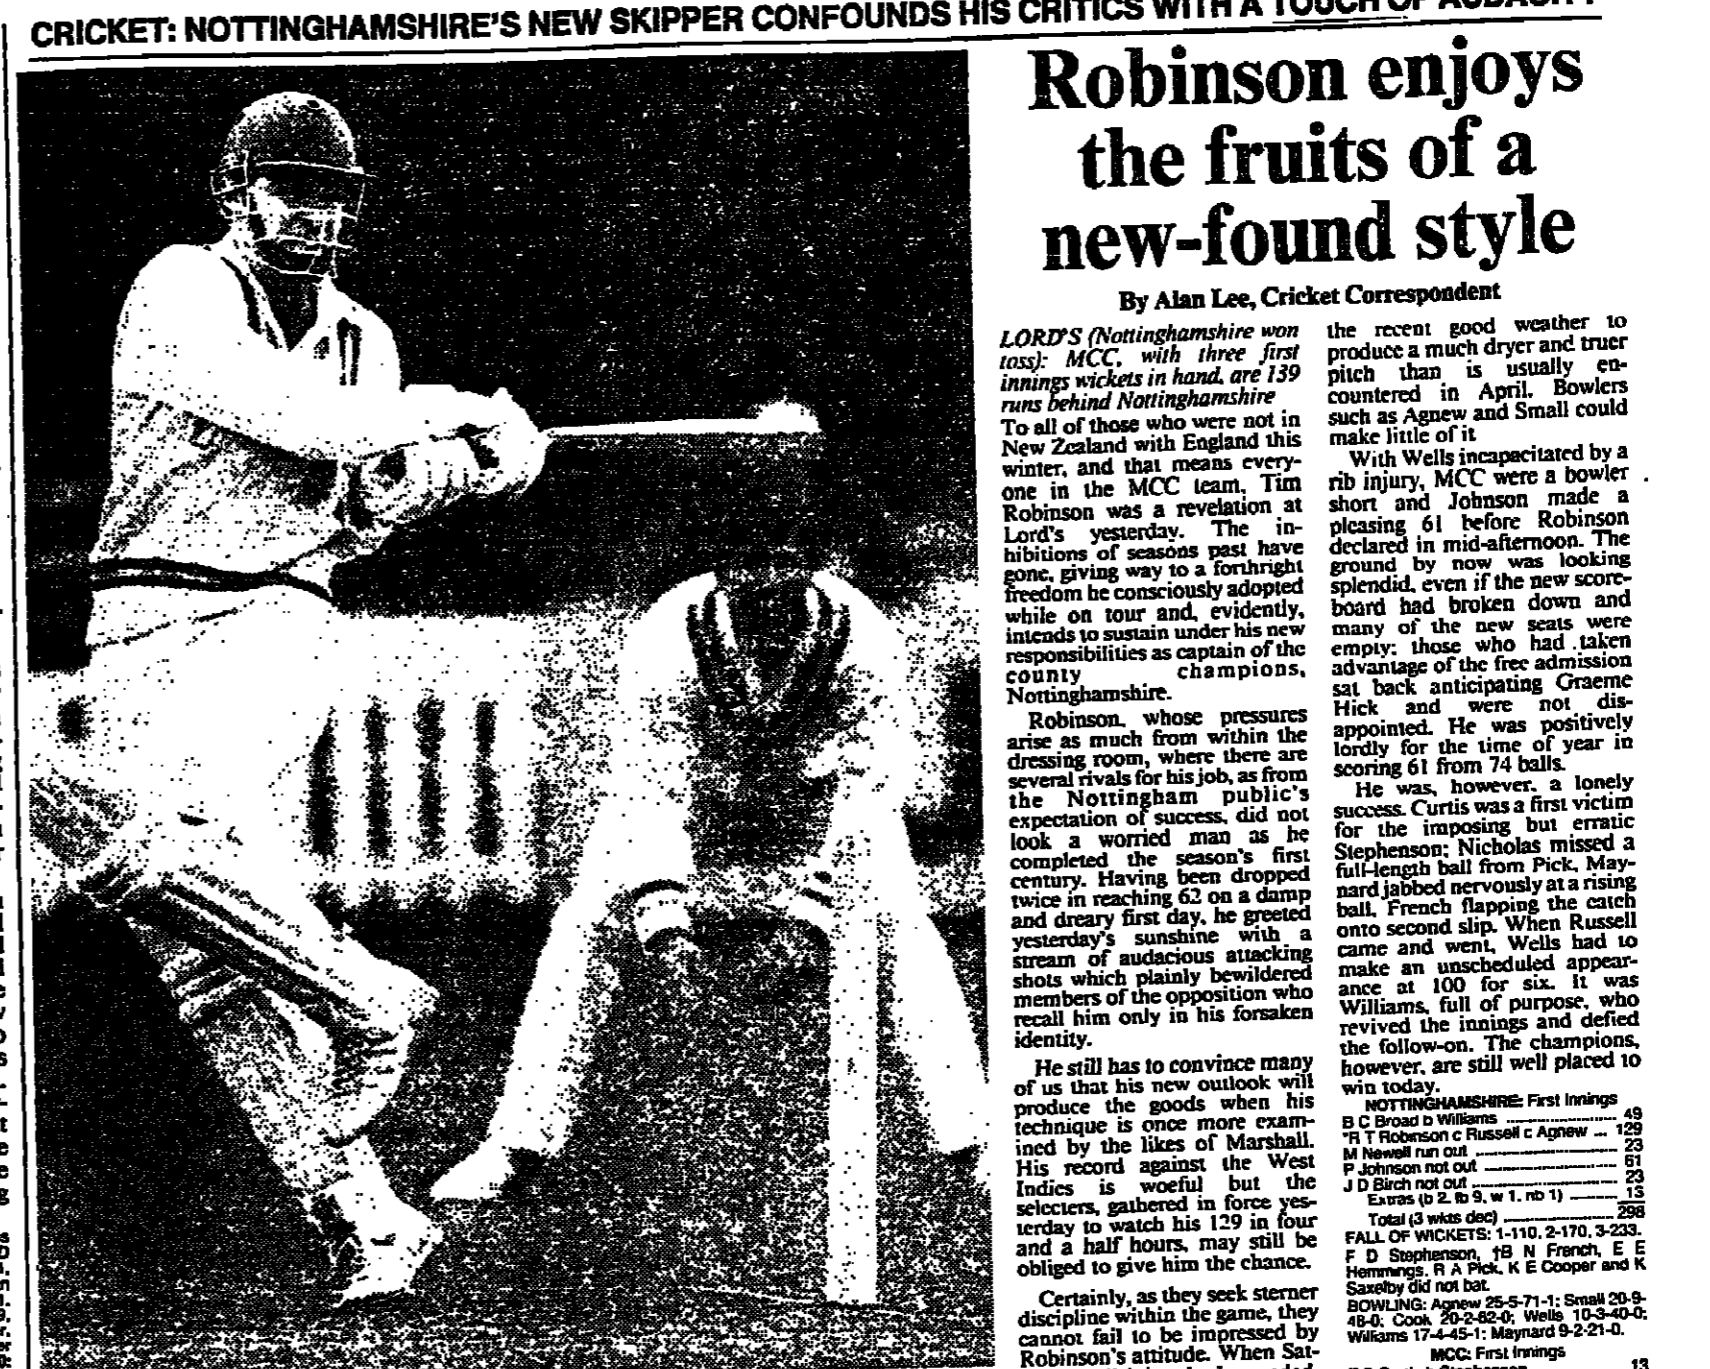 CRICKET: NOTTINGHAMSHIRE'S NEW SKIPPER CONFOUNDS HIS CRITICS WITH A TOUCH OF
Robinson enjoys
the fruits of a
new-found style
By Alan Lee, Cricket Correspondent
LORD'S (Nottinghamshire won
toss): MCC, with three first
innings wickets in hand, are 139
runs behind Nottinghamshire
To all of those who were not in
New Zealand with England this
winter, and that means every-
one in the MCC team, Tim
Robinson was a revelation at
Lord's yesterday. The in-
hibitions of seasons past have
gone, giving way to a forthright
freedom he consciously adopted
while on tour and, evidently,
intends to sustain under his new
responsibilities as captain of the
county champions,
Nottinghamshire.
Robinson, whose pressures
arise as much from within the
dressing room, where there are
several rivals for his job, as from
the Nottingham public's
expectation of success, did not
look a worried man as he
completed the season's first
century. Having been dropped
twice in reaching 62 on a damp
and dreary first day, he greeted
yesterday's sunshine with a
stream of audacious attacking
shots which plainly bewildered
members of the opposition who
recall him only in his forsaken
identity.
He still has to convince many
of us that his new outlook will
produce the goods when his
technique is once more exam-
ined by the likes of Marshall.
His record against the West
Indies is woeful but the
selecters, gathered in force yes-
terday to watch his 129 in four
and a half hours, may still be
obliged to give him the chance.
Certainly, as they seek sterner
discipline within the game, they
cannot fail to be impressed by
Robinson's attitude. When Sat-
the recent good weather to
produce a much dryer and truer
pitch than is usually en-
countered in April. Bowlers
such as Agnew and Small could
make little of it
With Wells incapacitated by a
rib injury, MCC were a bowler
short and Johnson made a
pleasing 61 before Robinson
declared in mid-afternoon. The
ground by now was looking
splendid, even if the new score-
board had broken down and
many of the new seats were
empty: those who had taken
advantage of the free admission
sat back anticipating Graeme
Hick and were not dis-
appointed. He was positively
lordly for the time of year in
scoring 61 from 74 balls.
He was, however, a lonely
success. Curtis was a first victim
for the imposing but erratic
Stephenson; Nicholas missed a
full-length ball from Pick, May-
nard jabbed nervously at a rising
ball, French flapping the catch
onto second slip. When Russell
came and went, Wells had to
make an unscheduled appear-
ance at 100 for six. It was
Williams, full of purpose, who
revived the innings and defied
the follow-on. The champions,
however, are still well placed to
win today.
NOTTINGHAMSHIRE: First Innings
B C Broad b Williams 49
*R T Robinson c Russell c Agnew ... 129
M Newell run out 23
P Johnson not out 61
J D Birch not out 23
Extras (b 2, lb 9, w 1, nb 1) 13
Total (3 wkts dec) 298
FALL OF WICKETS: 1-110, 2-170, 3-233.
F D Stephenson, †B N French, E E
Hemmings, R A Pick, K E Cooper and K
Saxelby did not bat.
BOWLING: Agnew 25-5-71-1; Small 20-9-
48-0; Cook 20-2-62-0; Wells 10-3-40-0;
Williams 17-4-45-1; Maynard 9-2-21-0.
MCC: First Innings
13